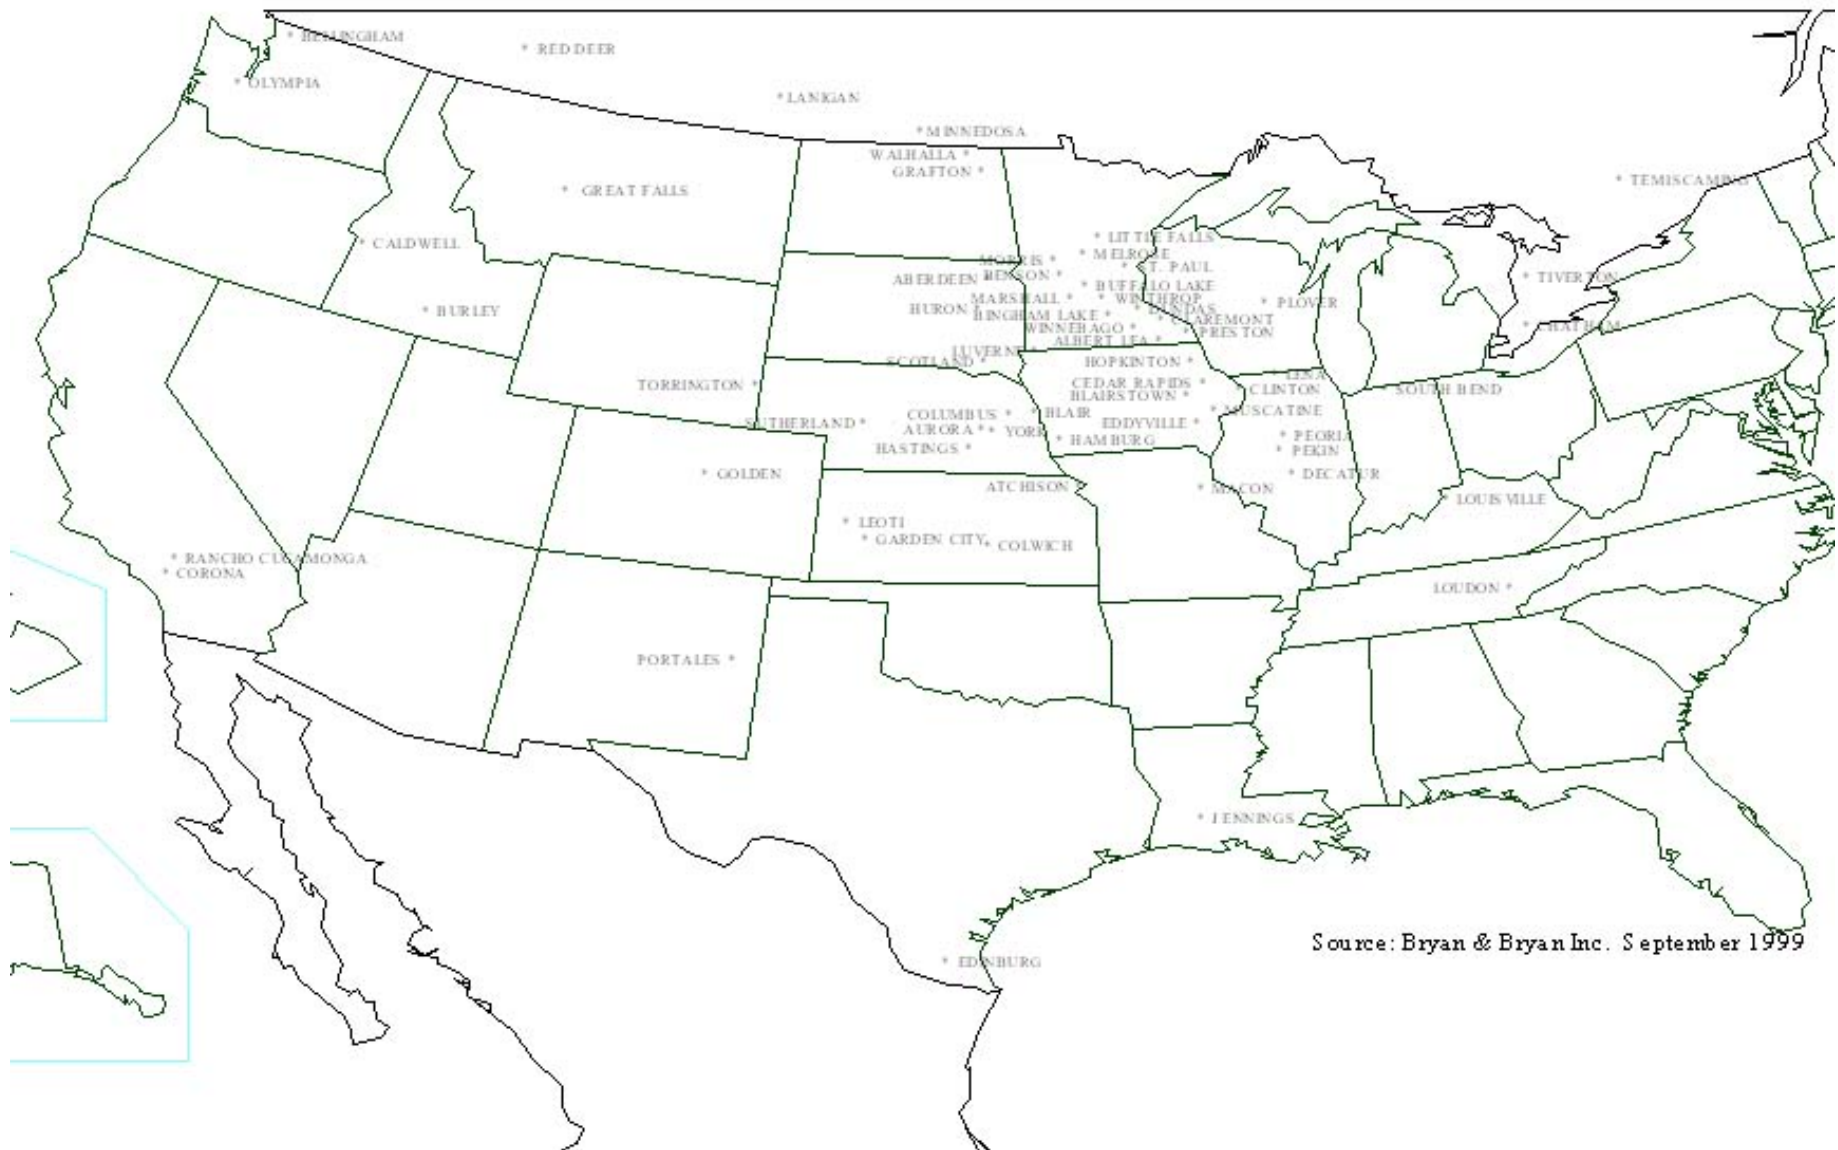 BELLINGHAM
RED DEER
OLYMPIA
LANIGAN
MINNEDOSA
WALHALLA
GRAFTON
TEMISCAMING
GREAT FALLS
CALDWELL
LITTLE FALLS
MELROSE
MORRIS
ST. PAUL
BENSON
ABERDEEN
TIVERTON
BUFFALO LAKE
MARSHALL
WINTHROP
PLOVER
HURON
DUNDAS
BURLEY
BINGHAM LAKE
CLAREMONT
CHATHAM
WINNEBAGO
PRESTON
ALBERT LEA
LUVERNE
SCOTLAND
HOPKINTON
LENA
TORRINGTON
CEDAR RAPIDS
CLINTON
SOUTH BEND
BLAIRSTOWN
COLUMBUS
BLAIR
MUSCATINE
SUTHERLAND
EDDYVILLE
AURORA
YORK
PEORIA
HAMBURG
HASTINGS
PEKIN
GOLDEN
DECATUR
ATCHISON
MACON
LOUISVILLE
LEOTI
GARDEN CITY
COLWICH
RANCHO CUCAMONGA
CORONA
LOUDON
PORTALES
JENNINGS
Source: Bryan & Bryan Inc. September 1999
EDINBURG